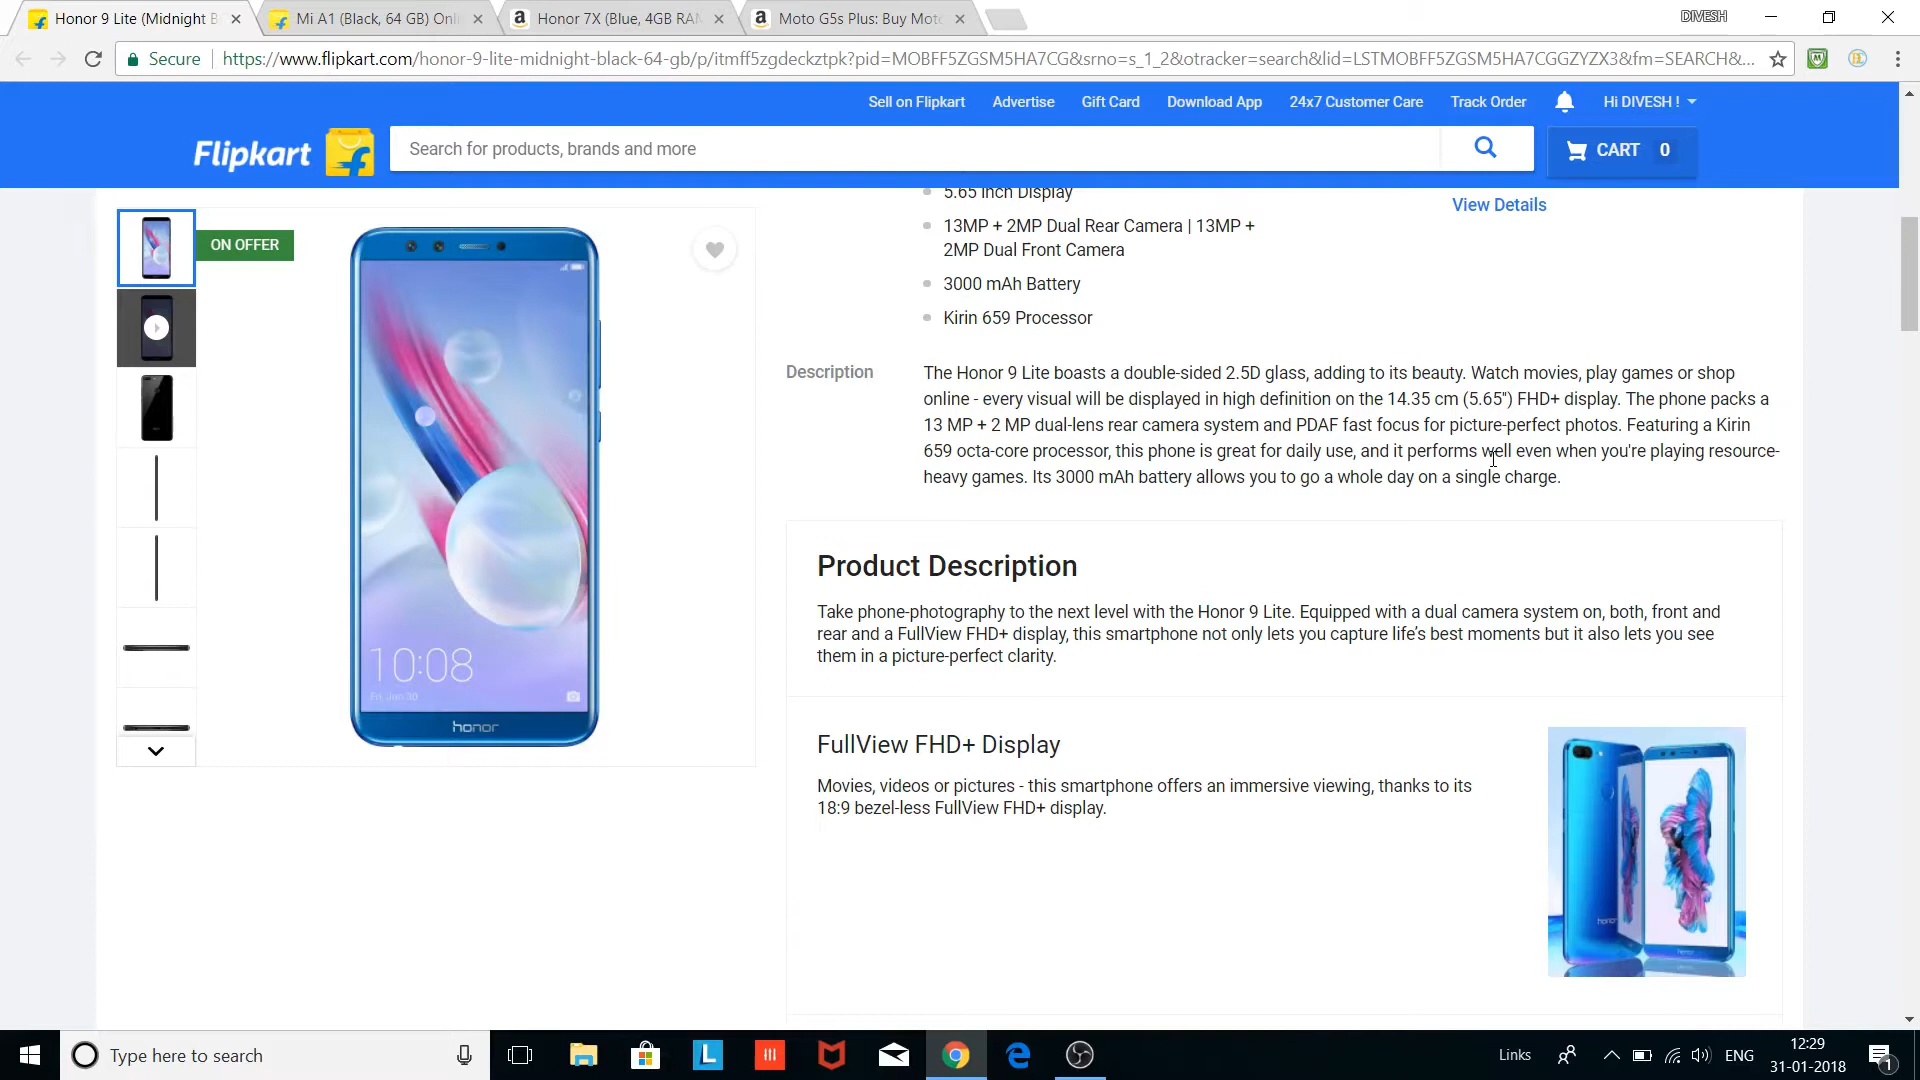 Honor 9 Lite (Midnight B
Mi A1 (Black, 64 GB) Onli
Honor 7X (Blue, 4GB RAN
Moto G5s Plus: Buy Moto
DIVESH
Secure
https://www.flipkart.com/honor-9-lite-midnight-black-64-gb/p/itmff5zgdeckztpk?pid=MOBFF5ZGSM5HA7CG&srno=s_1_2&otracker=search&lid=LSTMOBFF5ZGSM5HA7CGGZYZX3&fm=SEARCH&...
Sell on Flipkart
Advertise
Gift Card
Download App
24x7 Customer Care
Track Order
Hi DIVESH !
Flipkart
Search for products, brands and more
CART 0
5.65 inch Display
View Details
13MP + 2MP Dual Rear Camera | 13MP +
2MP Dual Front Camera
3000 mAh Battery
Kirin 659 Processor
ON OFFER
10:08
Fri, Jun 30
honor
Description
The Honor 9 Lite boasts a double-sided 2.5D glass, adding to its beauty. Watch movies, play games or shop
online - every visual will be displayed in high definition on the 14.35 cm (5.65") FHD+ display. The phone packs a
13 MP + 2 MP dual-lens rear camera system and PDAF fast focus for picture-perfect photos. Featuring a Kirin
659 octa-core processor, this phone is great for daily use, and it performs well even when you're playing resource-
heavy games. Its 3000 mAh battery allows you to go a whole day on a single charge.
Product Description
Take phone-photography to the next level with the Honor 9 Lite. Equipped with a dual camera system on, both, front and
rear and a FullView FHD+ display, this smartphone not only lets you capture life's best moments but it also lets you see
them in a picture-perfect clarity.
FullView FHD+ Display
Movies, videos or pictures - this smartphone offers an immersive viewing, thanks to its
18:9 bezel-less FullView FHD+ display.
honor
honor
Type here to search
Links
ENG
12:29
31-01-2018
1